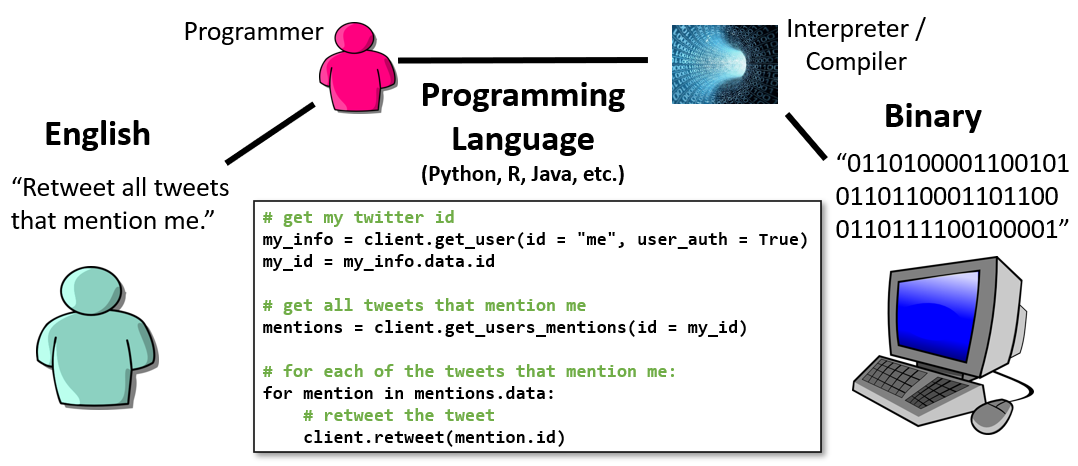 Programmer
Interpreter /
Compiler
English
Programming
Language
(Python, R, Java, etc.)
Binary
“Retweet all tweets
that mention me.”
“0110100001100101
0110110001101100
0110111100100001”
# get my twitter id
my_info = client.get_user(id = "me", user_auth = True)
my_id = my_info.data.id
# get all tweets that mention me
mentions = client.get_users_mentions(id = my_id)
# for each of the tweets that mention me:
for mention in mentions.data:
    # retweet the tweet
    client.retweet(mention.id)